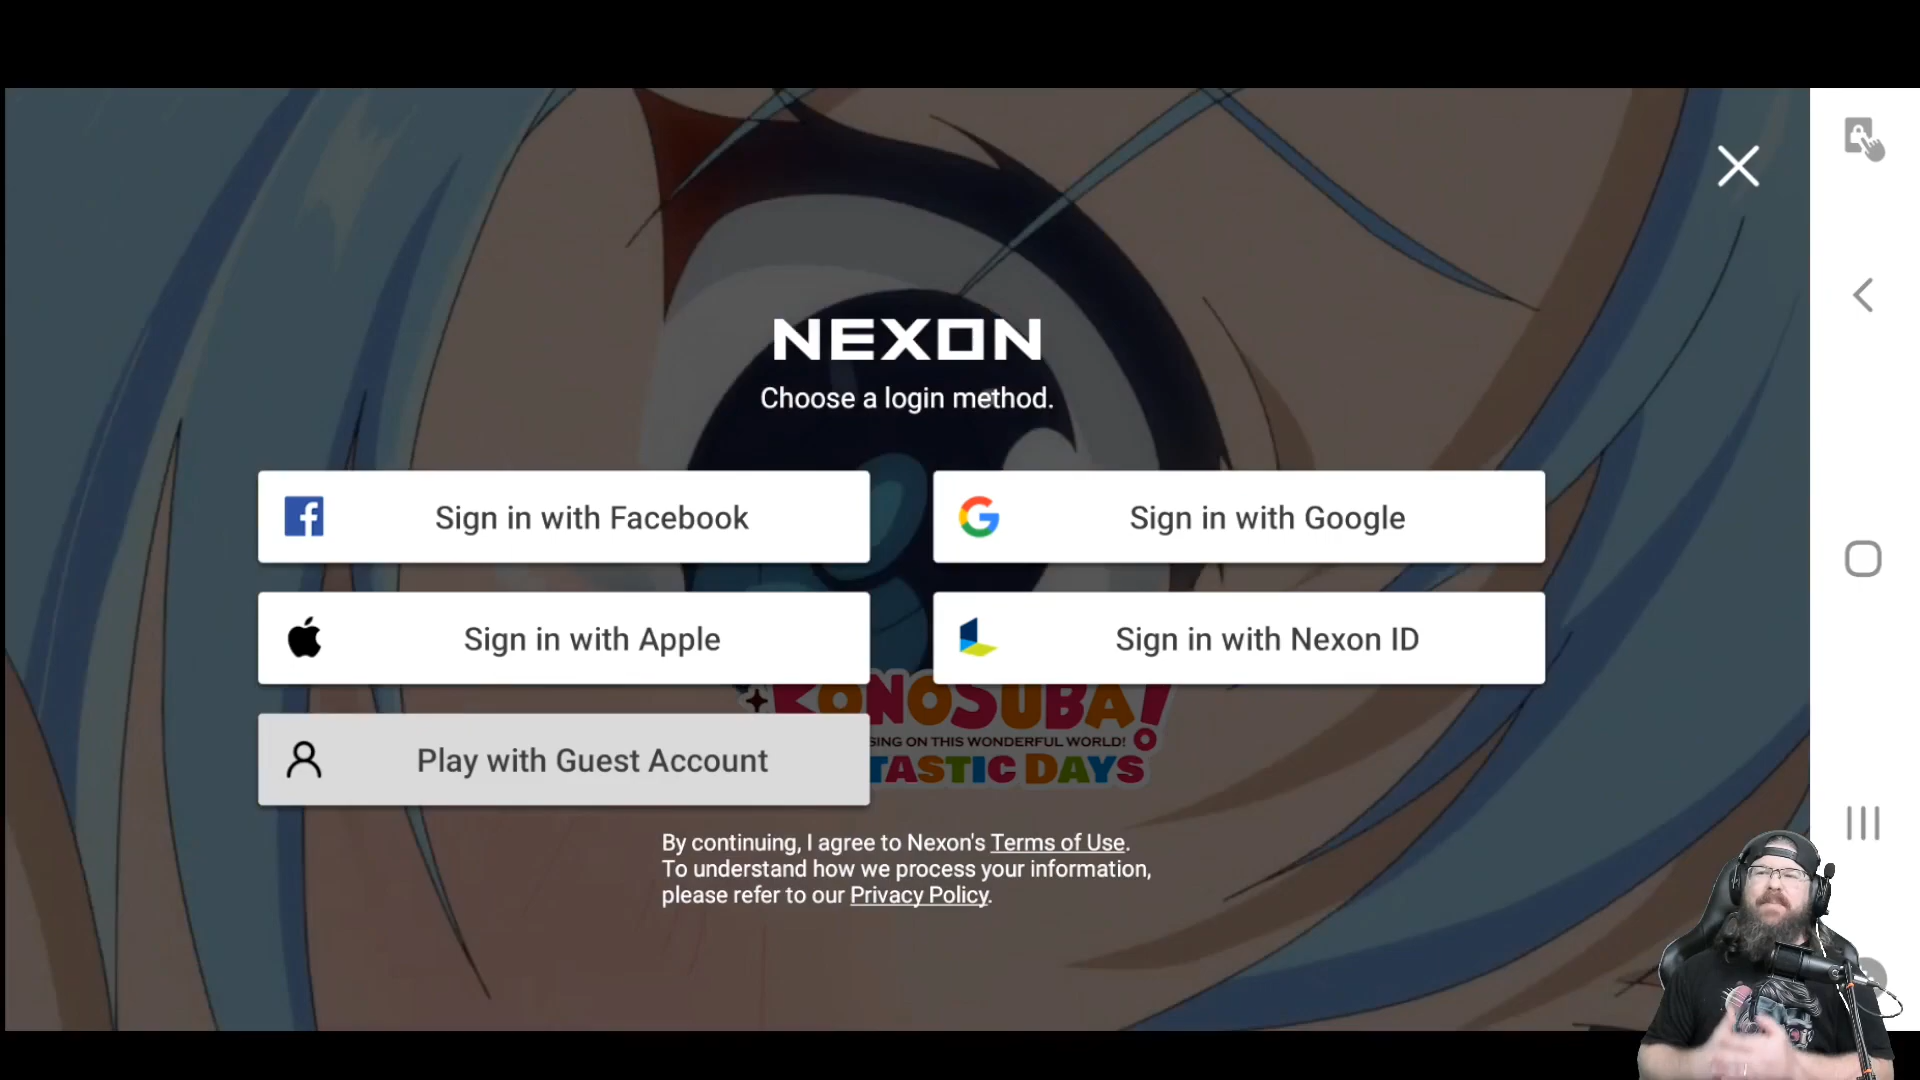 NEXON
Choose a login method.
Sign in with Facebook
Sign in with Google
Sign in with Apple
Sign in with Nexon ID
KONOSUBA!
SING ON THIS WONDERFUL WORLD!
TASTIC DAYS
Play with Guest Account
By continuing, I agree to Nexon's Terms of Use.
To understand how we process your information,
please refer to our Privacy Policy.